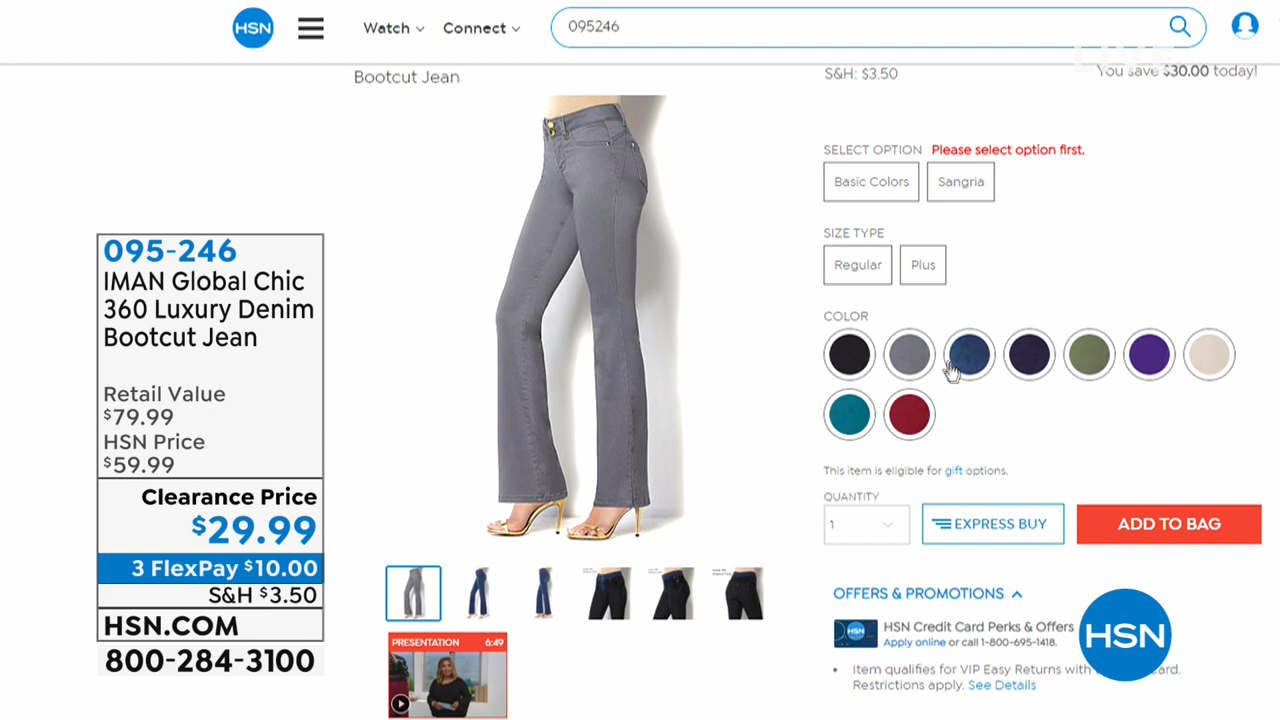 HSN
Watch
Connect
095246
LIVE
Bootcut Jean
S&H: $3.50
You save $30.00 today!
SELECT OPTION Please select option first.
Basic Colors
Sangria
SIZE TYPE
Regular
Plus
COLOR
This item is eligible for gift options.
QUANTITY
1
EXPRESS BUY
ADD TO BAG
OFFERS & PROMOTIONS
HSN
HSN Credit Card Perks & Offers
Apply online or call 1-800-695-1418.
Item qualifies for VIP Easy Returns with card.
Restrictions apply. See Details
HSN
095-246
IMAN Global Chic
360 Luxury Denim
Bootcut Jean
Retail Value
$79.99
HSN Price
$59.99
Clearance Price
$29.99
3 FlexPay $10.00
S&H $3.50
HSN.COM
800-284-3100
PRESENTATION 6:49